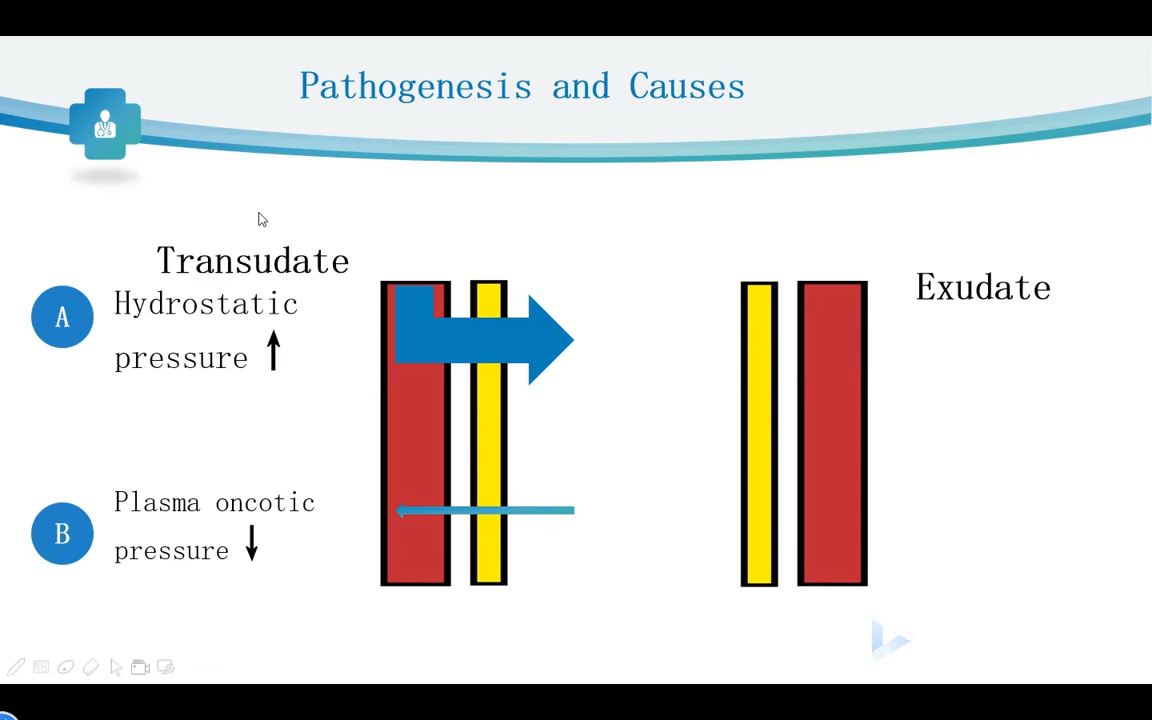 Pathogenesis and Causes
Transudate
A
Hydrostatic
pressure ↑
B
Plasma oncotic
pressure ↓
Exudate